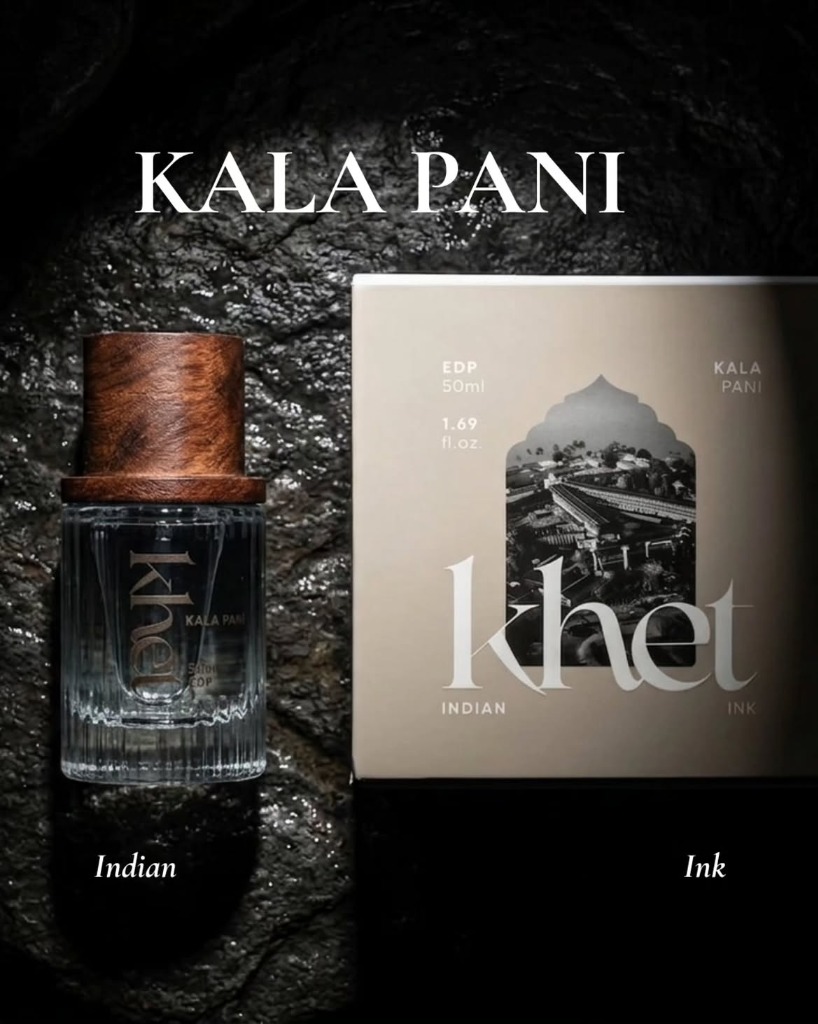 KALA PANI
EDP
50ml
1.69
fl.oz.
KALA
PANI
khet
INDIAN
INK
khet
KALA PANI
Indian
Ink